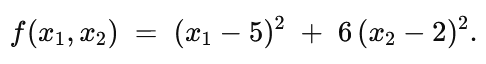 f(x₁, x₂) = (x₁ − 5)² + 6 (x₂ − 2)².